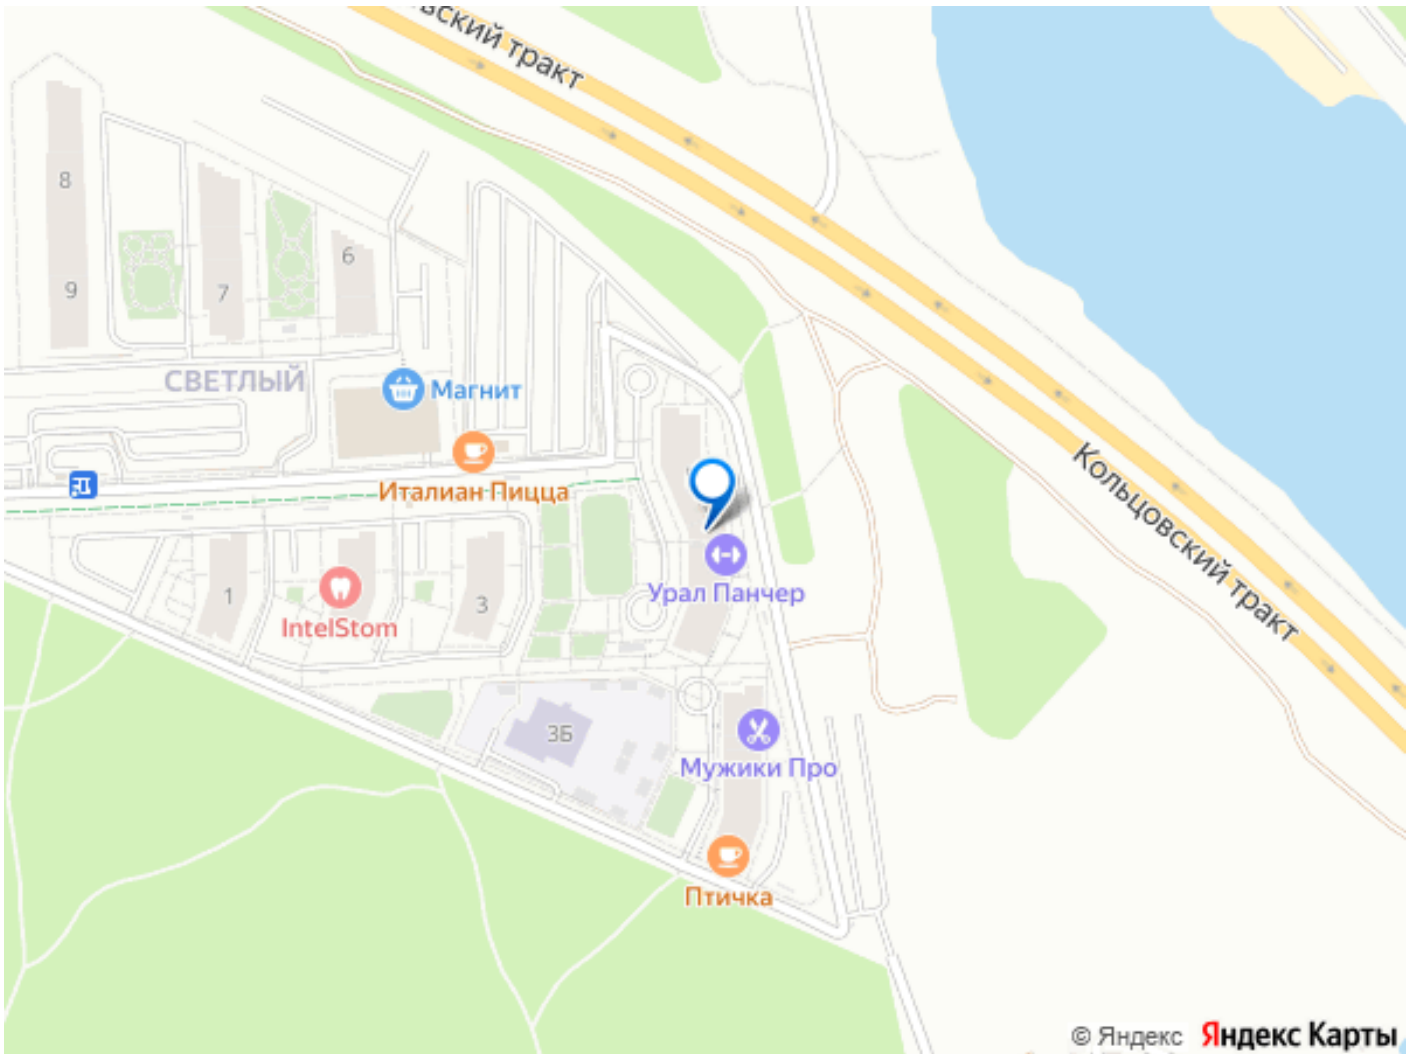 вский тракт
8
6
9
7
СВЕТЛЫЙ
Магнит
Кольцовский тракт
Италиан Пицца
1
3
Урал Панчер
IntelStom
3Б
Мужики Про
Птичка
© Яндекс Яндекс Карты